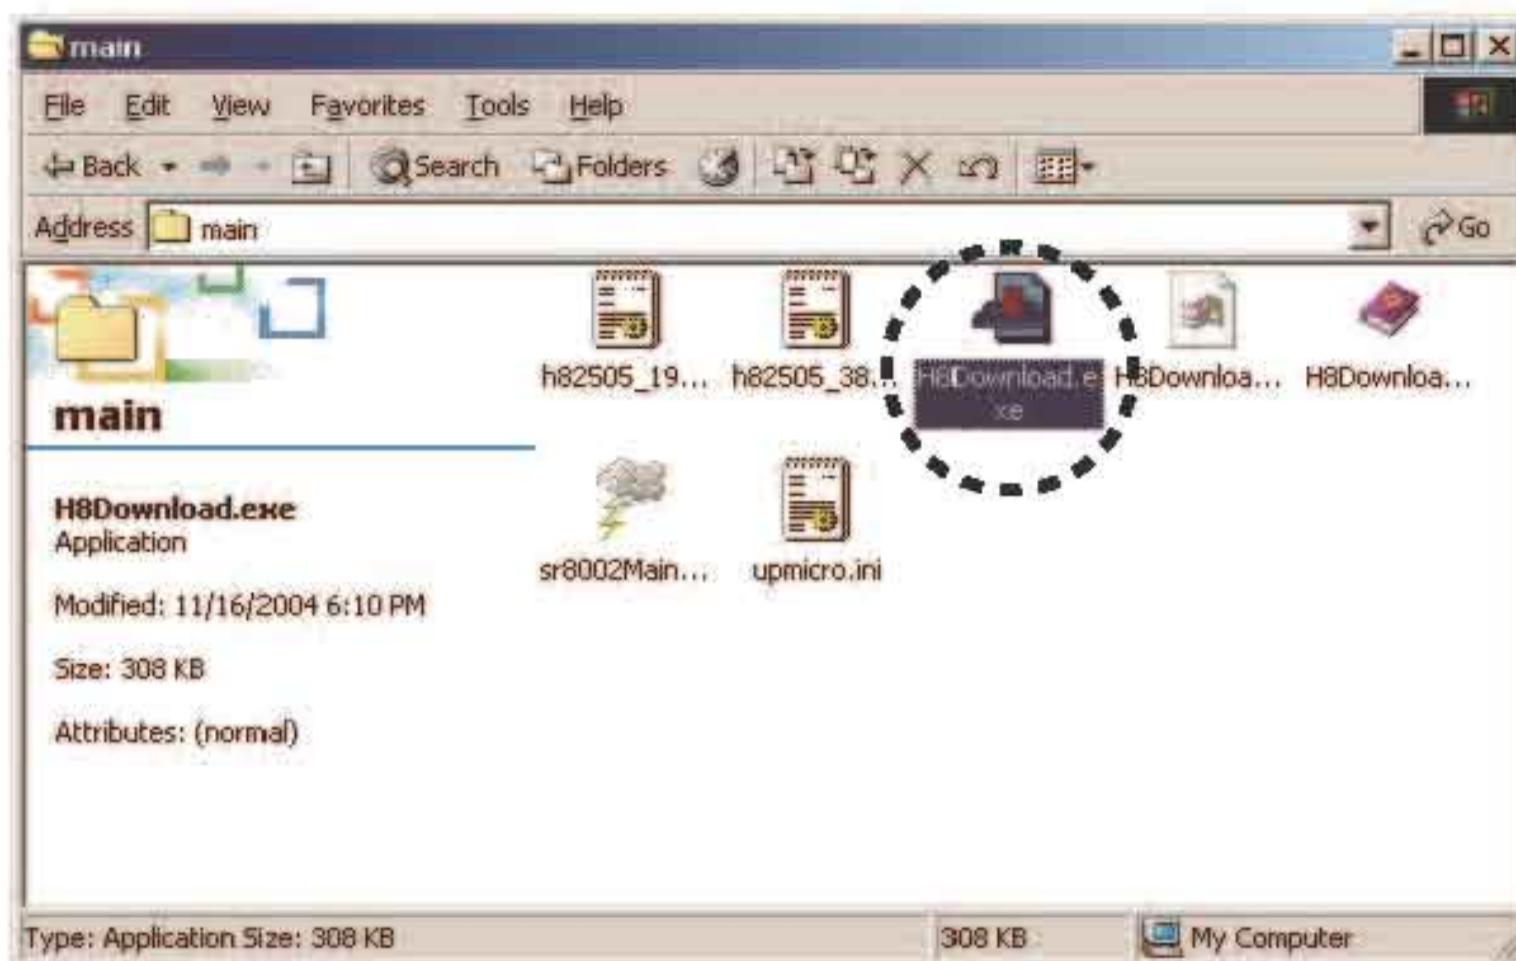 main
File Edit View Favorites Tools Help
Back Search Folders
Address main Go
h82505_19... h82505_38... H8Download.e H8Downloa... H8Downloa...
xe
main
H8Download.exe
Application
sr8002Main... upmicro.ini
Modified: 11/16/2004 6:10 PM
Size: 308 KB
Attributes: (normal)
Type: Application Size: 308 KB 308 KB My Computer